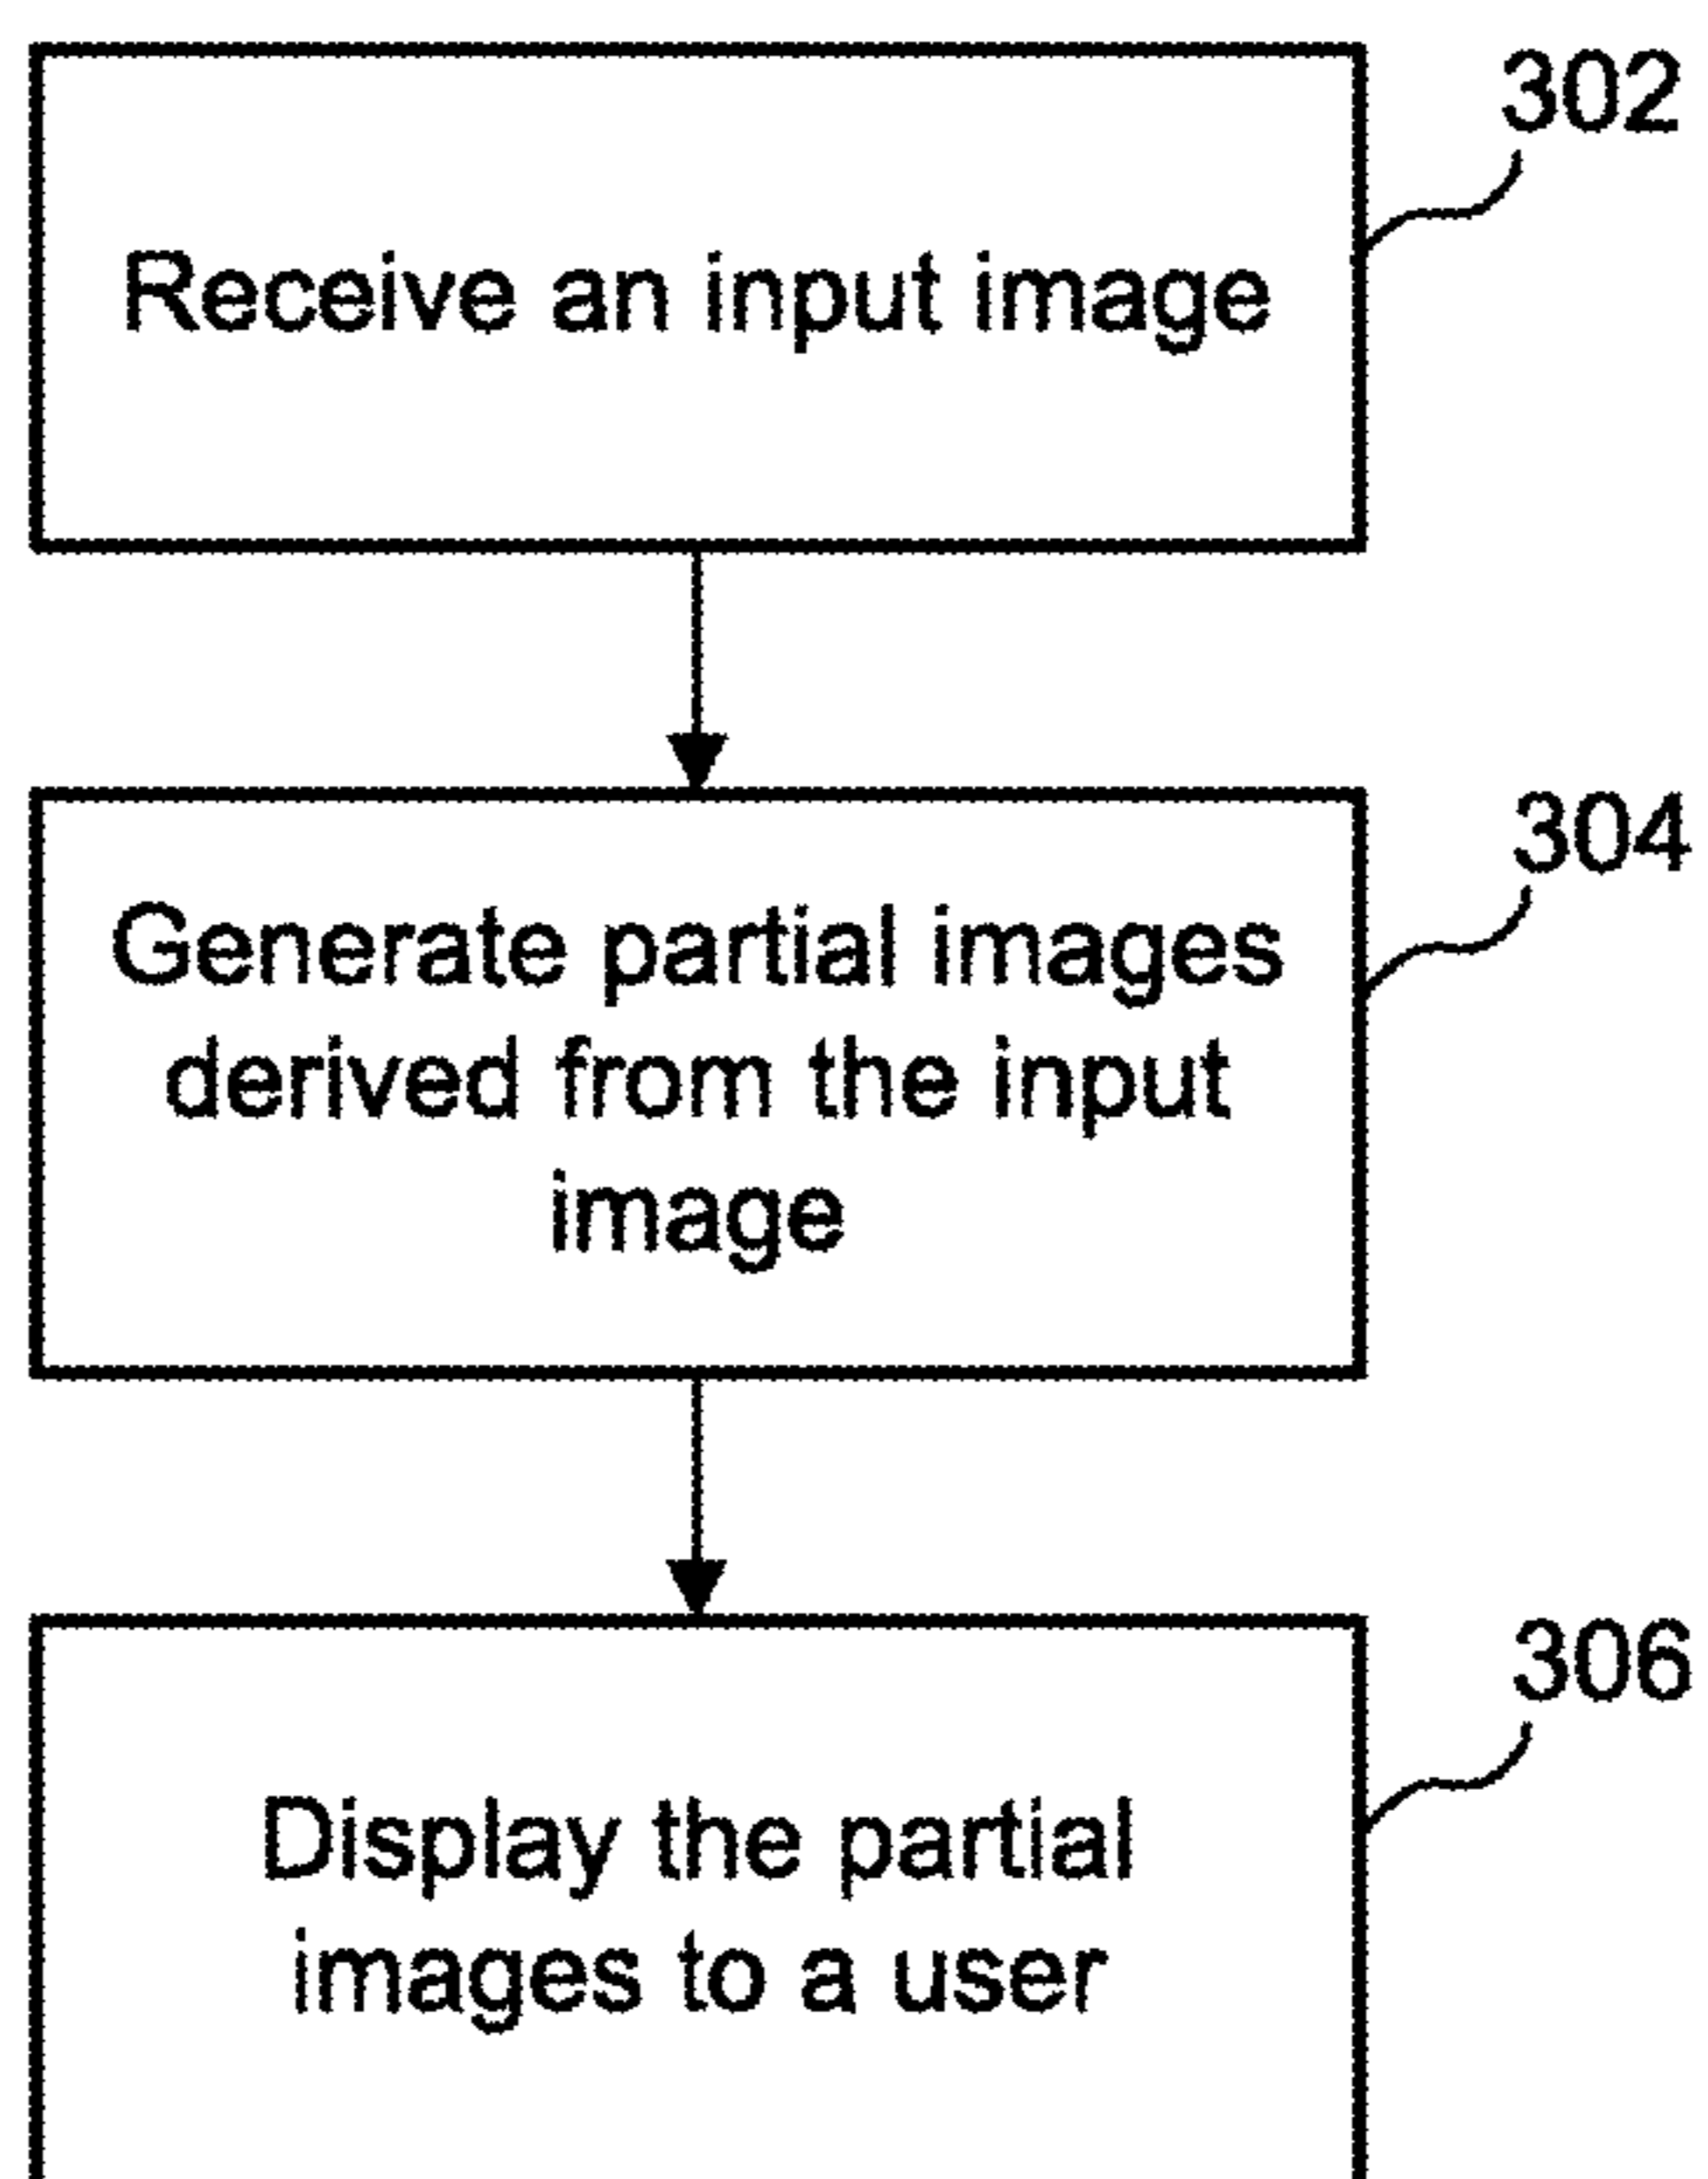 302
Receive an input image
304
Generate partial images
derived from the input
image
306
Display the partial
images to a user